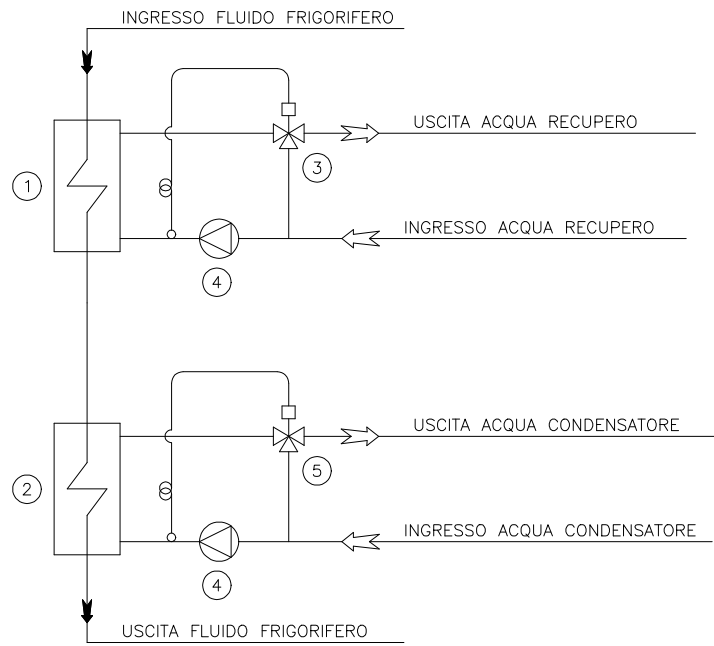 INGRESSO FLUIDO FRIGORIFERO
USCITA ACQUA RECUPERO
3
1
INGRESSO ACQUA RECUPERO
4
USCITA ACQUA CONDENSATORE
5
2
INGRESSO ACQUA CONDENSATORE
4
USCITA FLUIDO FRIGORIFERO